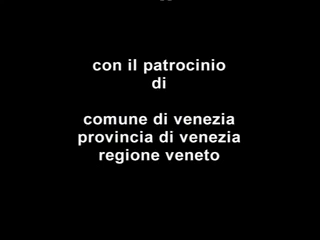 con il patrocinio
di
comune di venezia
provincia di venezia
regione veneto